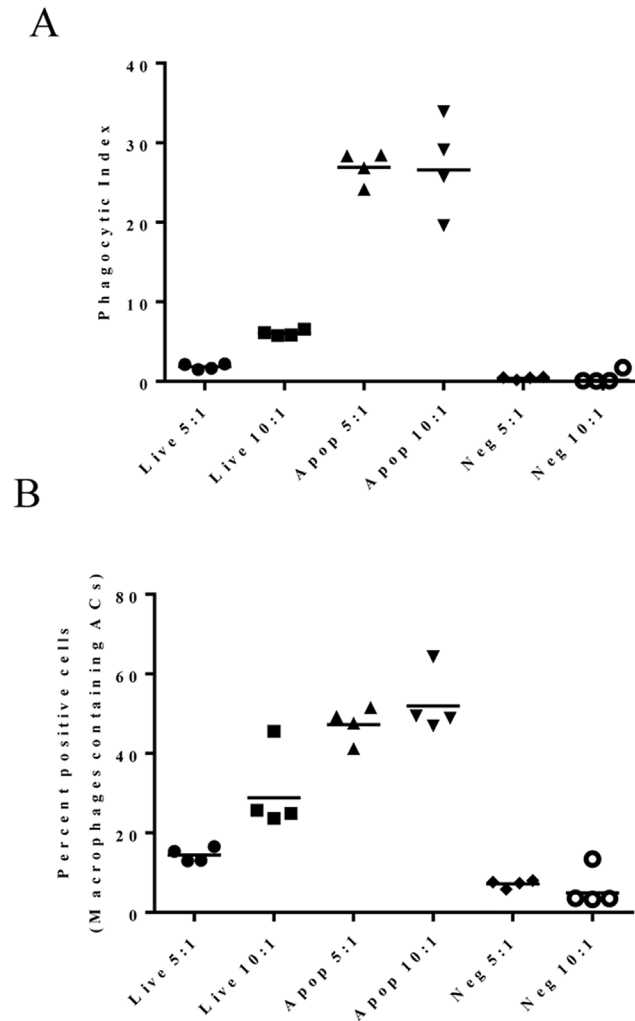 A
40
30
20
10
0
Phagocytic Index
Live 5:1
Live 10:1
Apop 5:1
Apop 10:1
Neg 5:1
Neg 10:1
B
80
60
40
20
0
Percent positive cells
(Macrophages containing ACs)
Live 5:1
Live 10:1
Apop 5:1
Apop 10:1
Neg 5:1
Neg 10:1